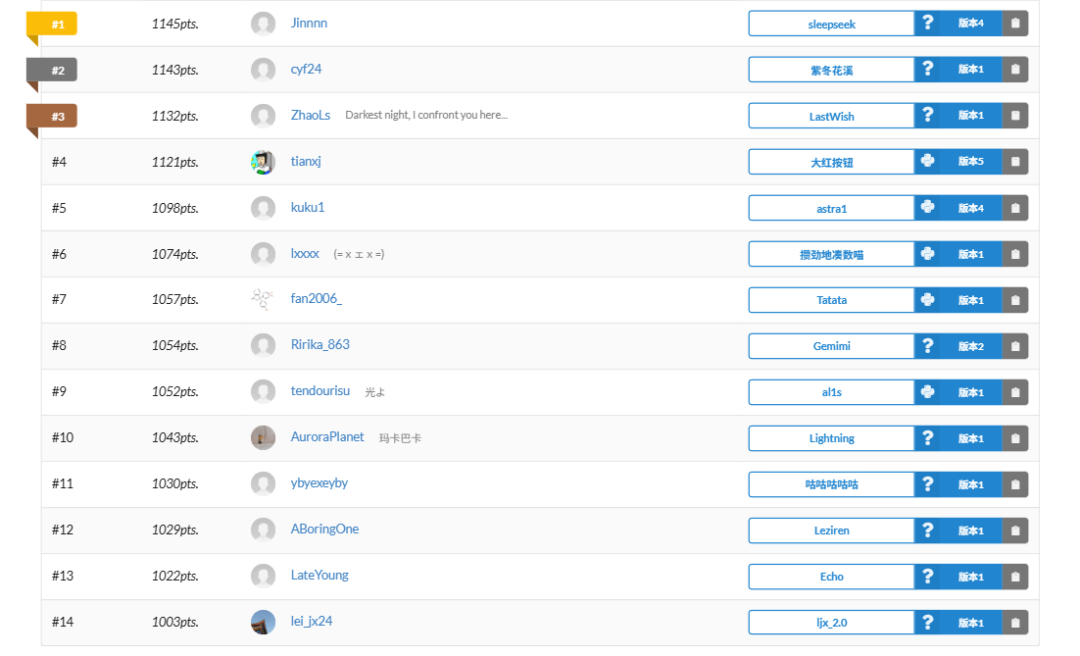 #1 1145pts. Jinnnn sleepseek ? 版本4
#2 1143pts. cyf24 紫冬花溪 ? 版本1
#3 1132pts. ZhaoLs Darkest night, I confront you here... LastWish ? 版本1
#4 1121pts. tianxj 大红按钮 版本5
#5 1098pts. kuku1 astra1 版本4
#6 1074pts. lxxxx (= x ェ x =) 攒劲地凑数喵 版本1
#7 1057pts. fan2006_ Tatata 版本1
#8 1054pts. Ririka_863 Gemimi ? 版本2
#9 1052pts. tendourisu 光よ al1s 版本1
#10 1043pts. AuroraPlanet 玛卡巴卡 Lightning ? 版本1
#11 1030pts. ybyexeyby 咕咕咕咕咕 ? 版本1
#12 1029pts. ABoringOne Leziren ? 版本1
#13 1022pts. LateYoung Echo ? 版本1
#14 1003pts. lei_jx24 ljx_2.0 ? 版本1